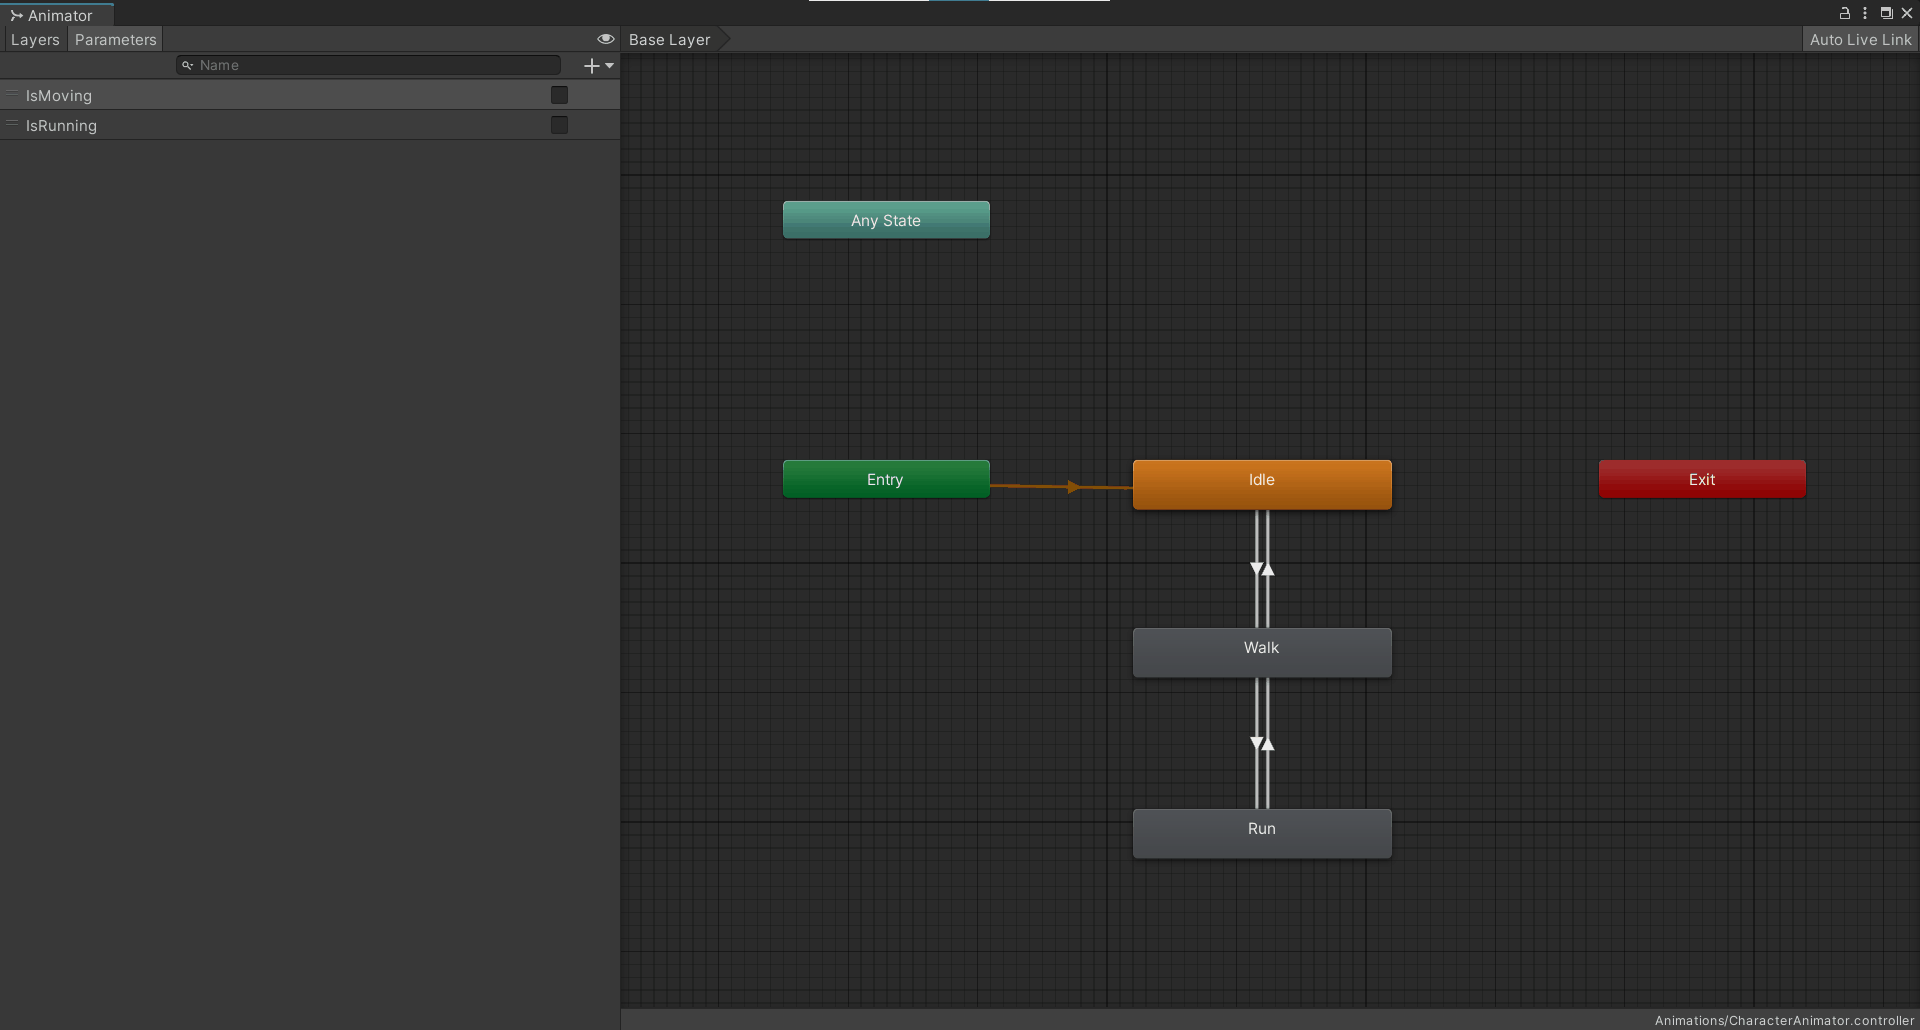 Animator
Layers Parameters
Base Layer
Auto Live Link
Name
IsMoving
IsRunning
Any State
Entry
Idle
Exit
Walk
Run
Animations/CharacterAnimator.controller